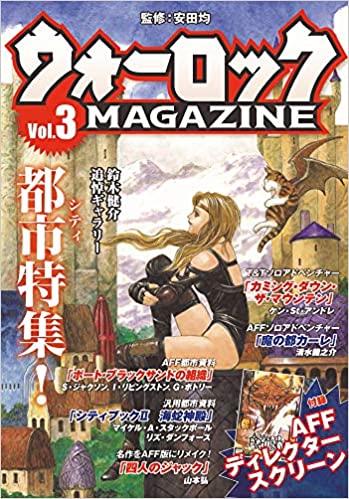 監修：安田均
ウォーロック
Vol.3
MAGAZINE
鈴木健介
追悼ギャラリー
シティ
都市特集！
T&Tソロアドベンチャー
「カミング・ダウン・
ザ・マウンテン」
ケン・St・アンドレ
AFFソロアドベンチャー
「魔の都カーレ」
清水龍之介
AFF都市資料
「ポート・ブラックサンドの組織」
S・ジャクソン、I・リビングストン、G・ボトリー
汎用都市資料
「シティブックⅡ 海蛇神殿」
マイケル・A・スタックポール
リズ・ダンフォース
名作をAFF版にリメイク！
「四人のジャック」
山本弘
付録
AFF
ディレクター
スクリーン